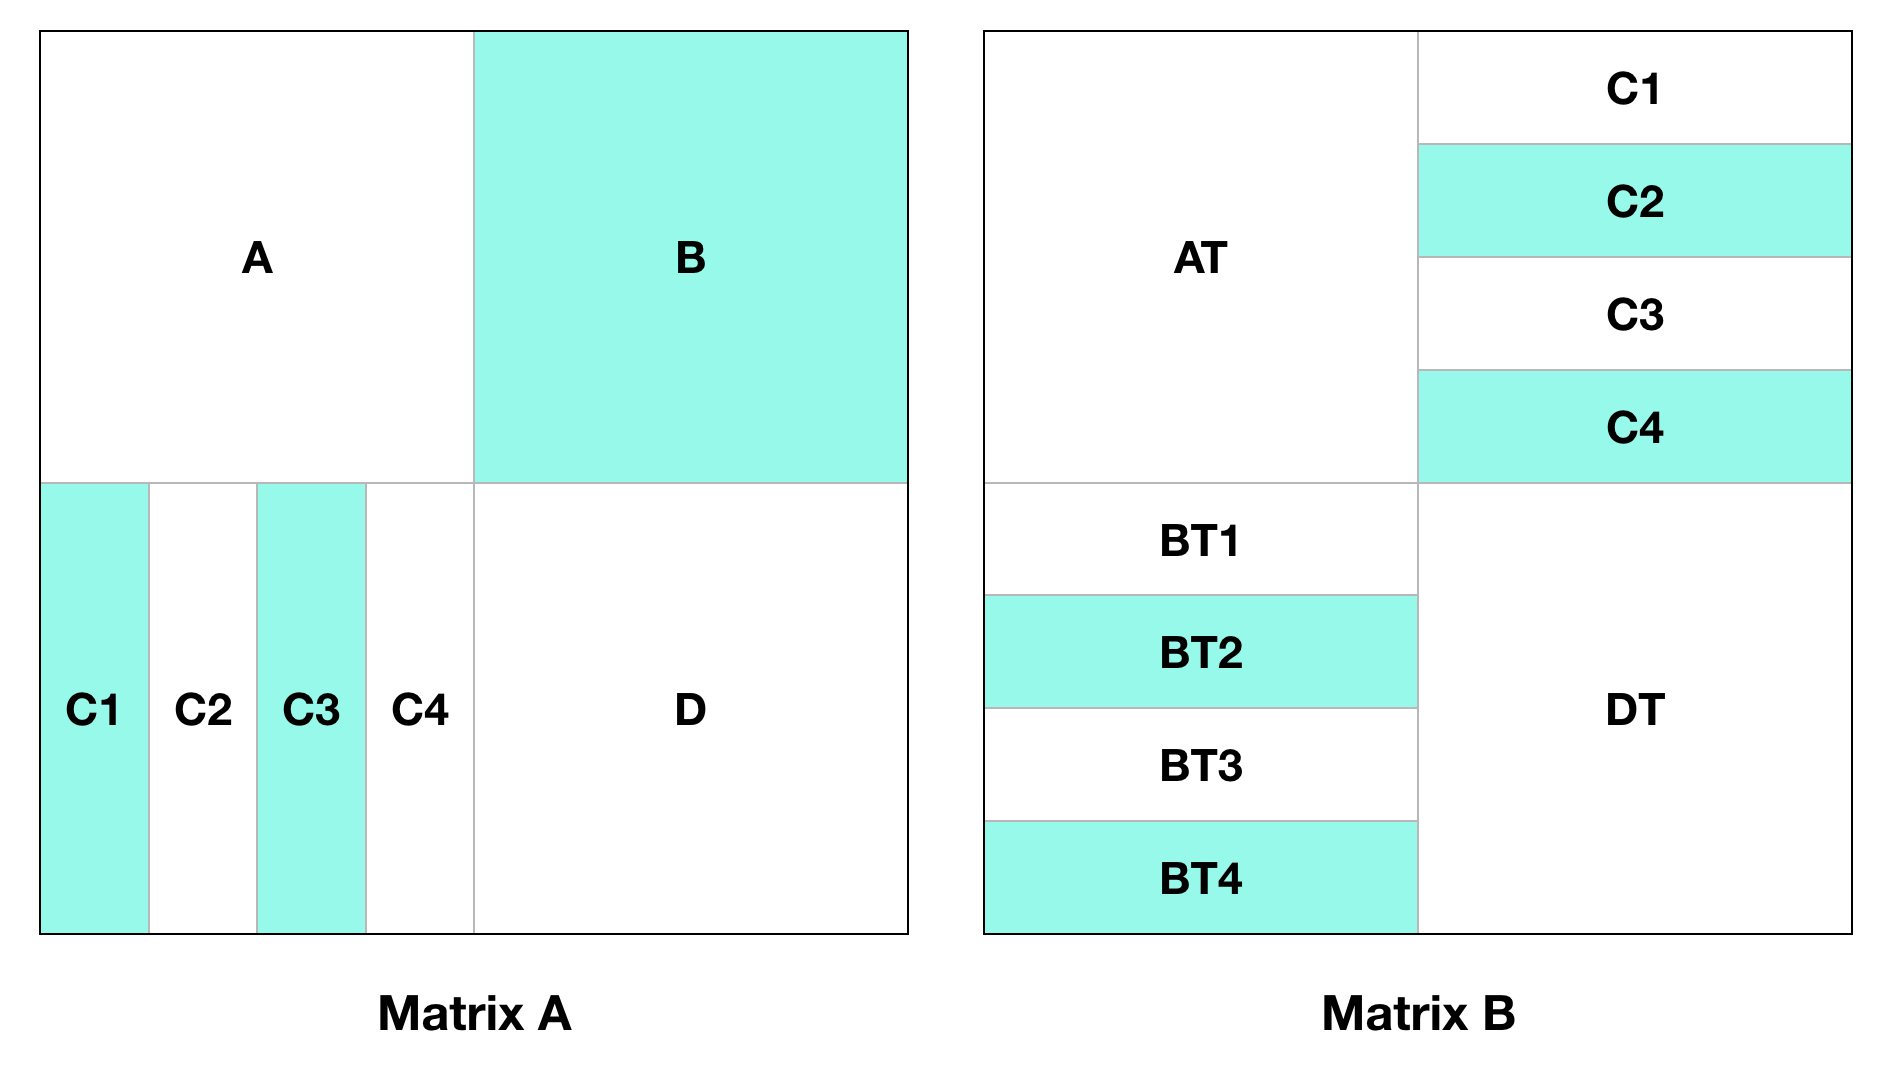 A
B
C1
C2
C3
C4
D
Matrix A
AT
C1
C2
C3
C4
BT1
BT2
BT3
BT4
DT
Matrix B